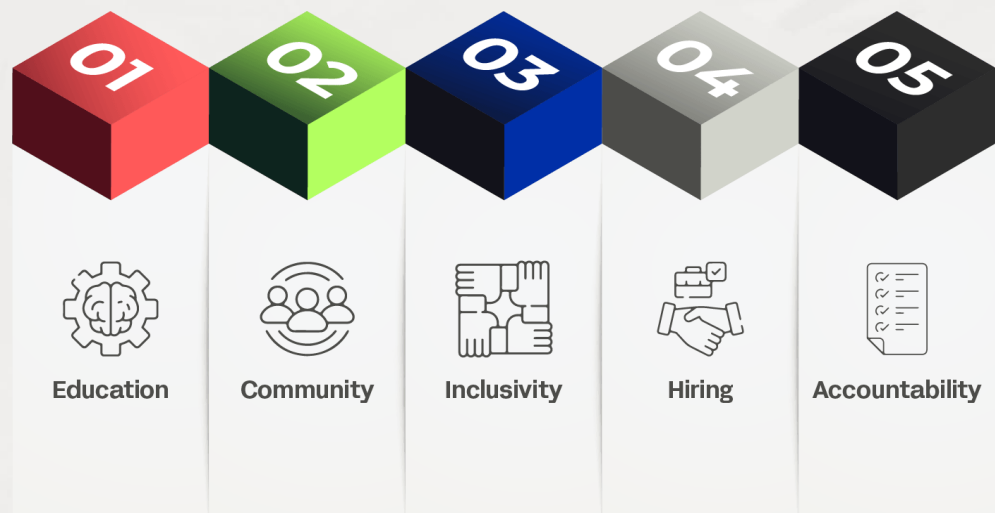 01
02
03
04
05
Education
Community
Inclusivity
Hiring
Accountability